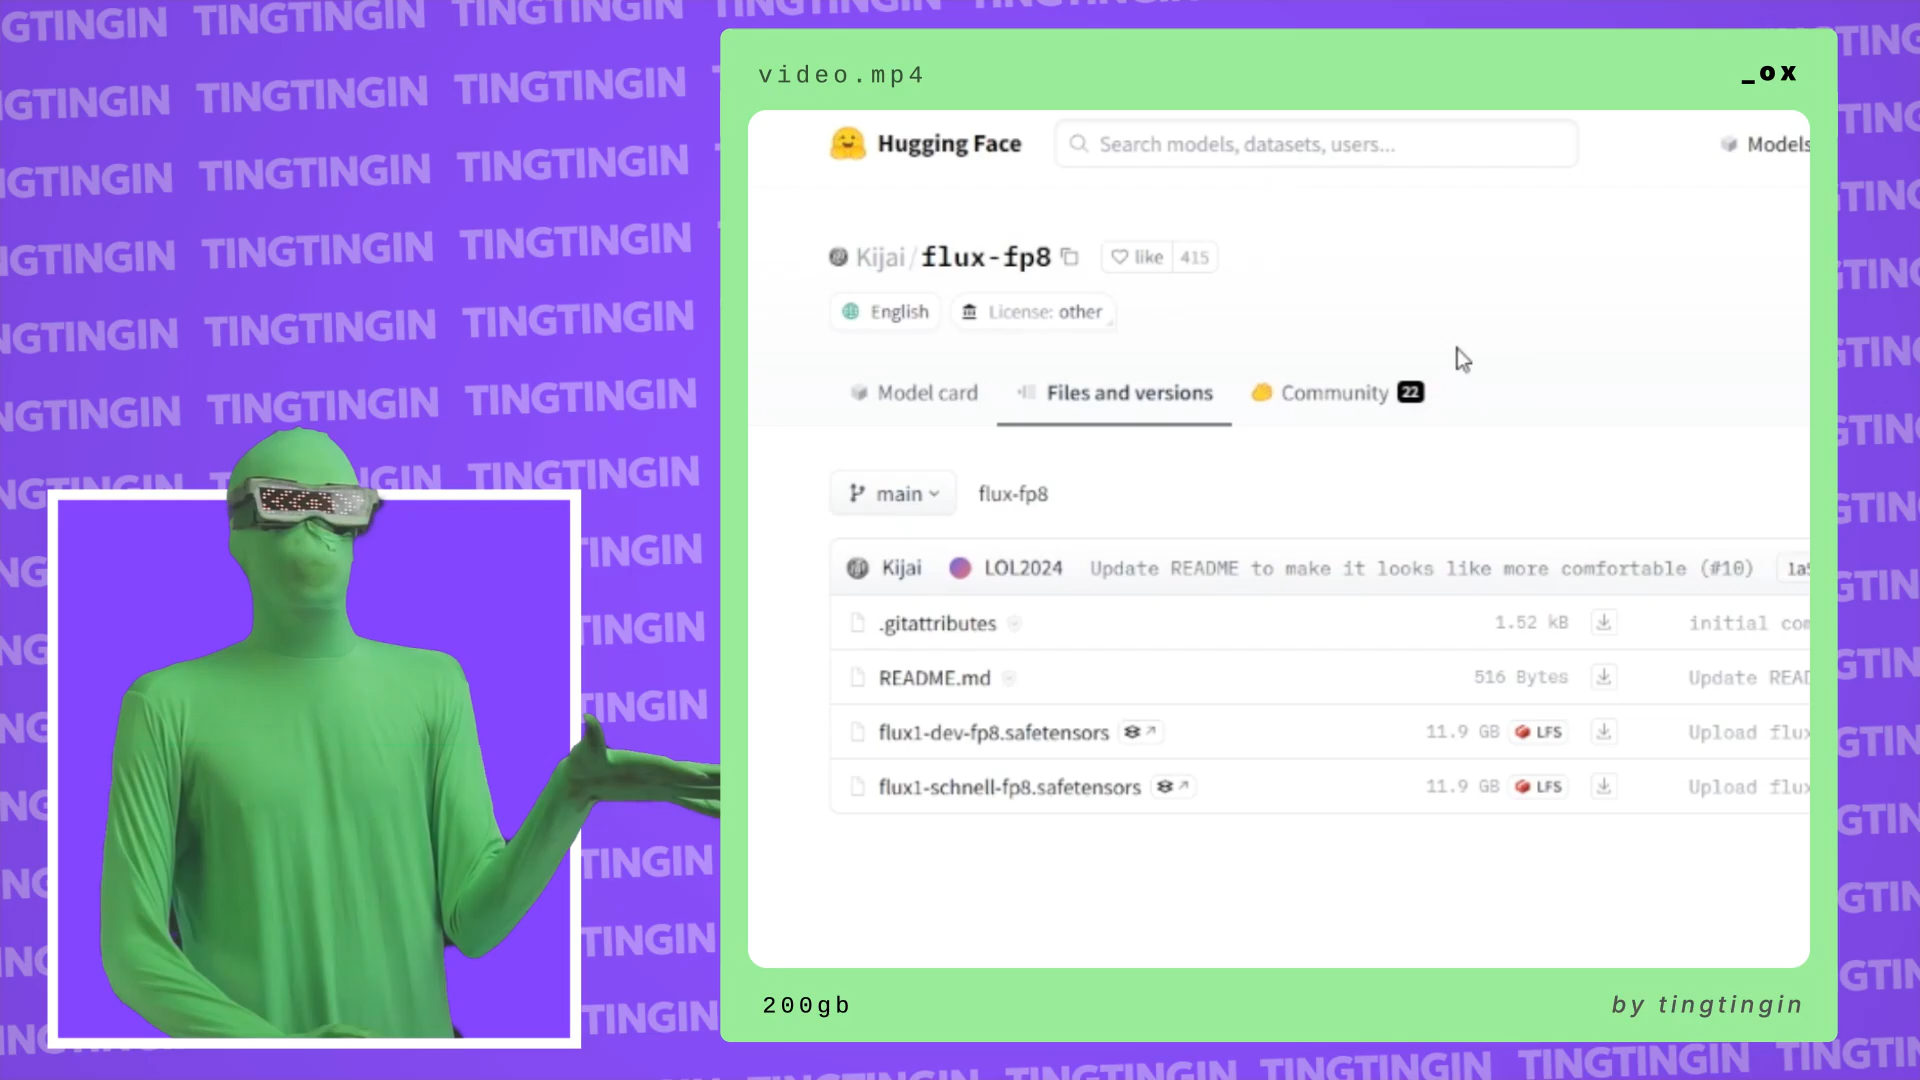 TINGTINGIN TINGTINGIN TINGTINGIN
video.mp4
_ox
Hugging Face
Search models, datasets, users...
Models
Kijai/flux-fp8
like 415
English
License: other
Model card
Files and versions
Community 22
main
flux-fp8
Kijai LOL2024 Update README to make it looks like more comfortable (#10)
.gitattributes 1.52 kB initial
README.md 516 Bytes Update
flux1-dev-fp8.safetensors 11.9 GB LFS Upload
flux1-schnell-fp8.safetensors 11.9 GB LFS Upload
200gb
by tingtingin